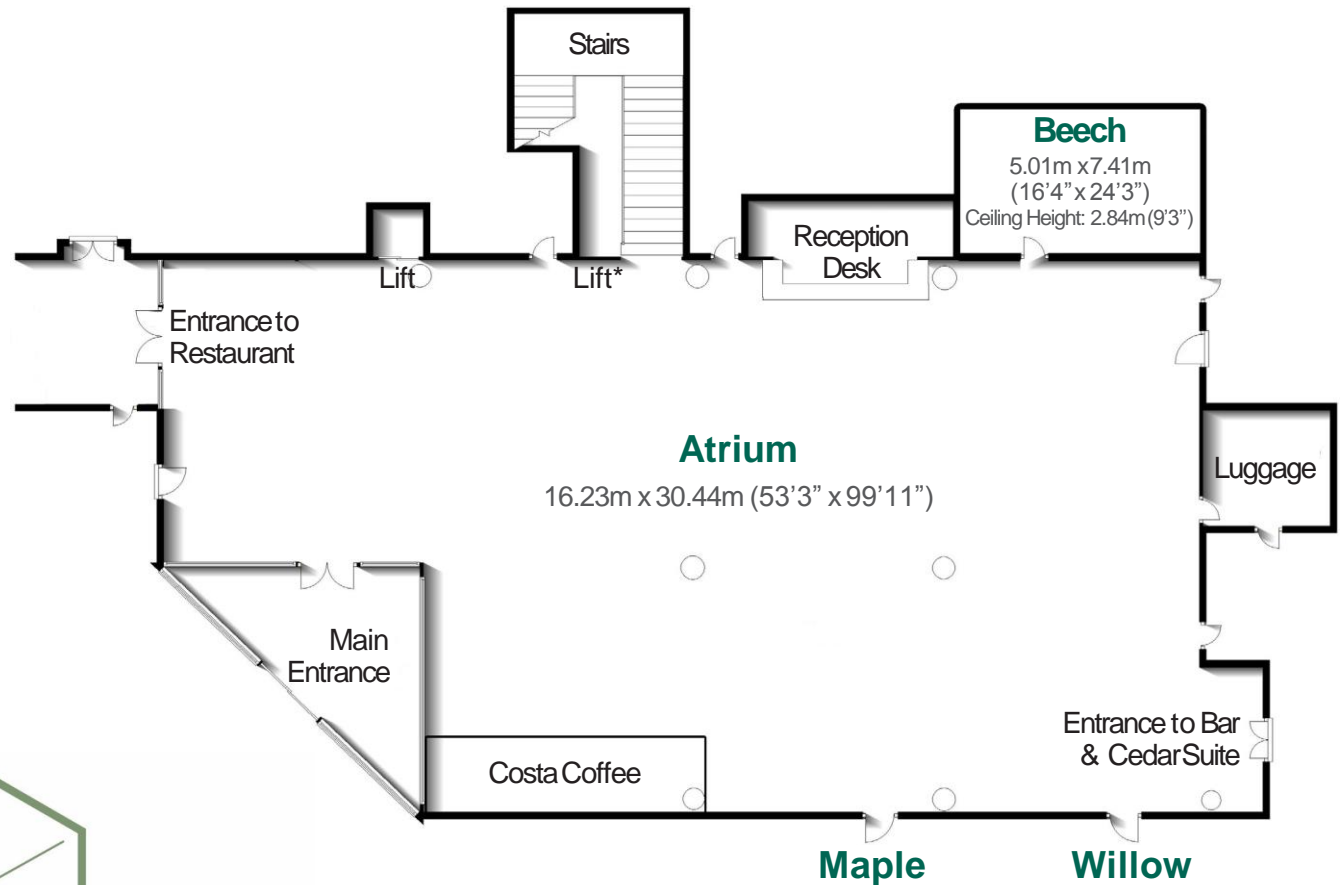 Stairs
Beech
5.01m x 7.41m
(16’4” x 24’3”)
Ceiling Height: 2.84m (9’3”)
Reception
Desk
Lift
Lift*
Entrance to
Restaurant
Atrium
16.23m x 30.44m (53’3” x 99’11”)
Luggage
Main
Entrance
Entrance to Bar
& Cedar Suite
Costa Coffee
Maple
Willow